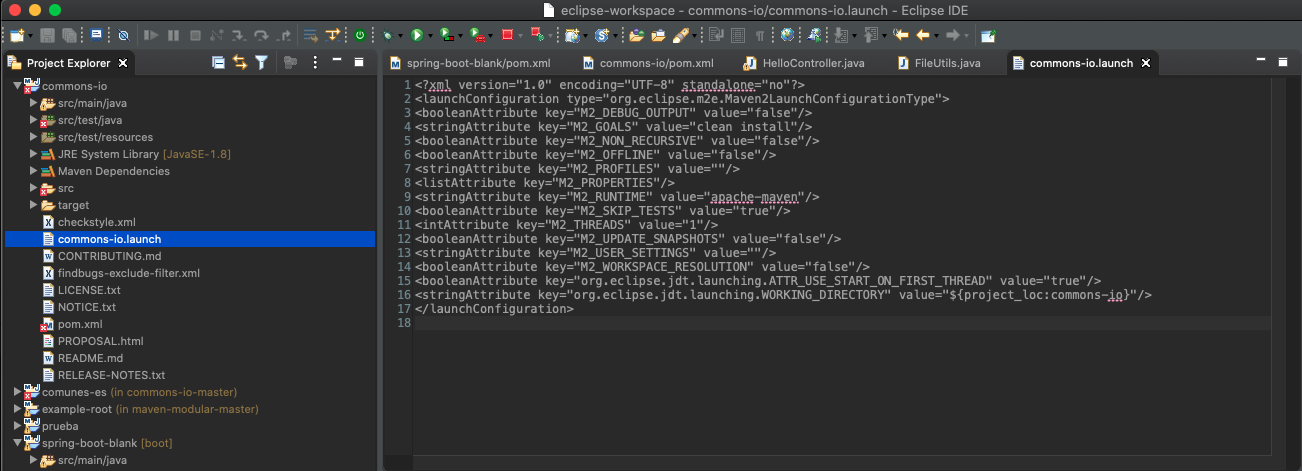 eclipse-workspace - commons-io/commons-io.launch - Eclipse IDE
Project Explorer
spring-boot-blank/pom.xml
commons-io/pom.xml
HelloController.java
FileUtils.java
commons-io.launch
commons-io
src/main/java
src/test/java
src/test/resources
JRE System Library [JavaSE-1.8]
Maven Dependencies
src
target
checkstyle.xml
commons-io.launch
CONTRIBUTING.md
findbugs-exclude-filter.xml
LICENSE.txt
NOTICE.txt
pom.xml
PROPOSAL.html
README.md
RELEASE-NOTES.txt
comunes-es (in commons-io-master)
example-root (in maven-modular-master)
prueba
spring-boot-blank [boot]
src/main/java
1 <?xml version="1.0" encoding="UTF-8" standalone="no"?>
2 <launchConfiguration type="org.eclipse.m2e.Maven2LaunchConfigurationType">
3 <booleanAttribute key="M2_DEBUG_OUTPUT" value="false"/>
4 <stringAttribute key="M2_GOALS" value="clean install"/>
5 <booleanAttribute key="M2_NON_RECURSIVE" value="false"/>
6 <booleanAttribute key="M2_OFFLINE" value="false"/>
7 <stringAttribute key="M2_PROFILES" value=""/>
8 <listAttribute key="M2_PROPERTIES"/>
9 <stringAttribute key="M2_RUNTIME" value="apache-maven"/>
10 <booleanAttribute key="M2_SKIP_TESTS" value="true"/>
11 <intAttribute key="M2_THREADS" value="1"/>
12 <booleanAttribute key="M2_UPDATE_SNAPSHOTS" value="false"/>
13 <stringAttribute key="M2_USER_SETTINGS" value=""/>
14 <booleanAttribute key="M2_WORKSPACE_RESOLUTION" value="false"/>
15 <booleanAttribute key="org.eclipse.jdt.launching.ATTR_USE_START_ON_FIRST_THREAD" value="true"/>
16 <stringAttribute key="org.eclipse.jdt.launching.WORKING_DIRECTORY" value="${project_loc:commons-io}"/>
17 </launchConfiguration>
18